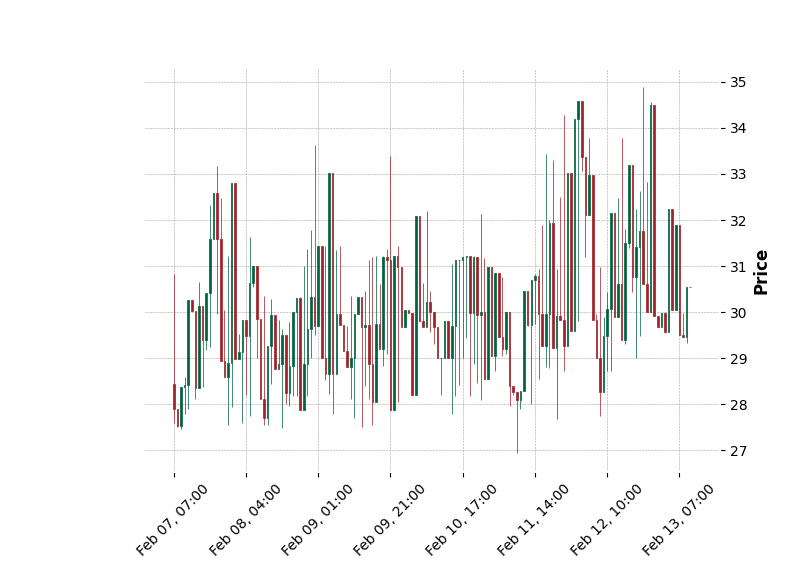 35
34
33
32
31
30
29
28
27
Price
Feb 07, 07:00
Feb 08, 04:00
Feb 09, 01:00
Feb 09, 21:00
Feb 10, 17:00
Feb 11, 14:00
Feb 12, 10:00
Feb 13, 07:00